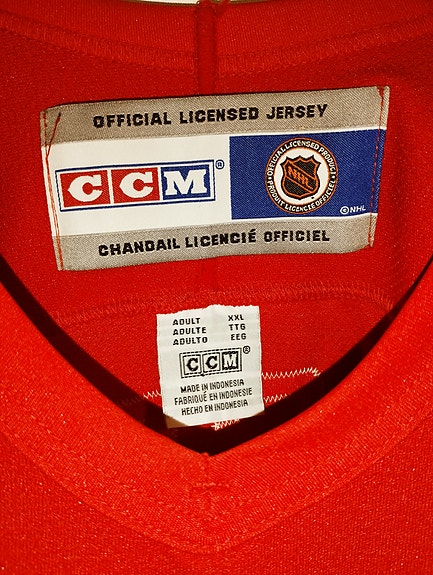 OFFICIAL LICENSED JERSEY
CCM®
OFFICIAL LICENSED PRODUCT
NHL
PRODUIT LICENCIÉ OFFICIEL
©NHL
CHANDAIL LICENCIÉ OFFICIEL
ADULT XXL
ADULTE TTG
ADULTO EEG
CCM®
MADE IN INDONESIA
FABRIQUÉ EN INDONESIE
HECHO EN INDONESIA